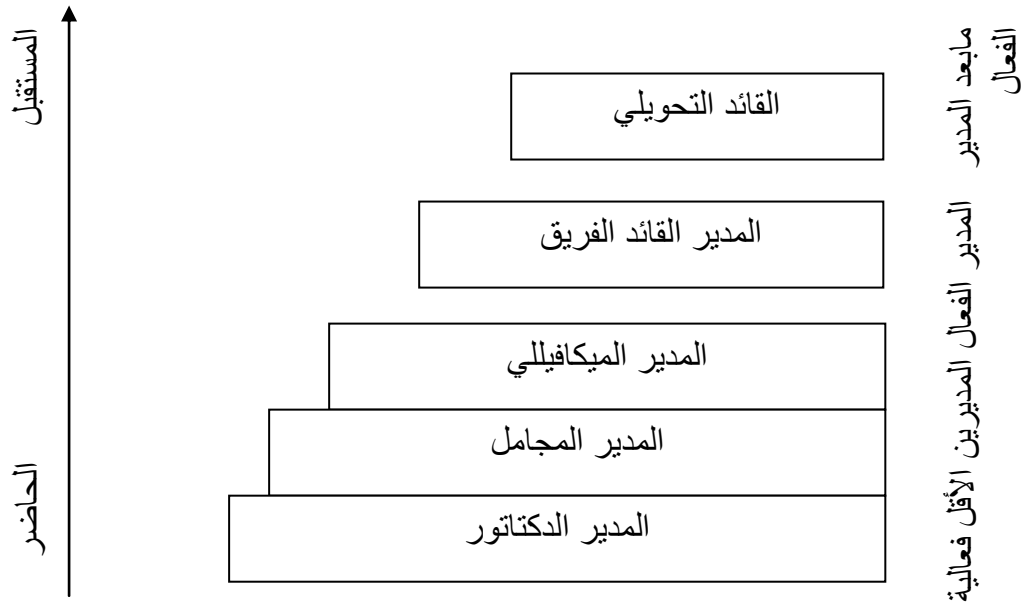 مابعد المدير
الفعال
المستقبل
القائد التحويلي
المدير القائد الفريق
المدير الفعال
المدير الميكافيللي
المديرين الأقل فعالية
المدير المجامل
الحاضر
المدير الدكتاتور